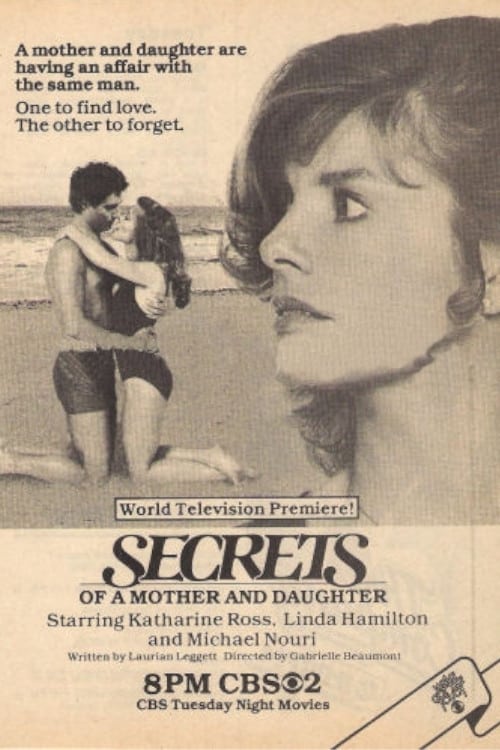 A mother and daughter are
having an affair with
the same man.
One to find love.
The other to forget.
World Television Premiere!
SECRETS
OF A MOTHER AND DAUGHTER
Starring Katharine Ross, Linda Hamilton
and Michael Nouri
Written by Laurian Leggett Directed by Gabrielle Beaumont
8PM CBS 2
CBS Tuesday Night Movies